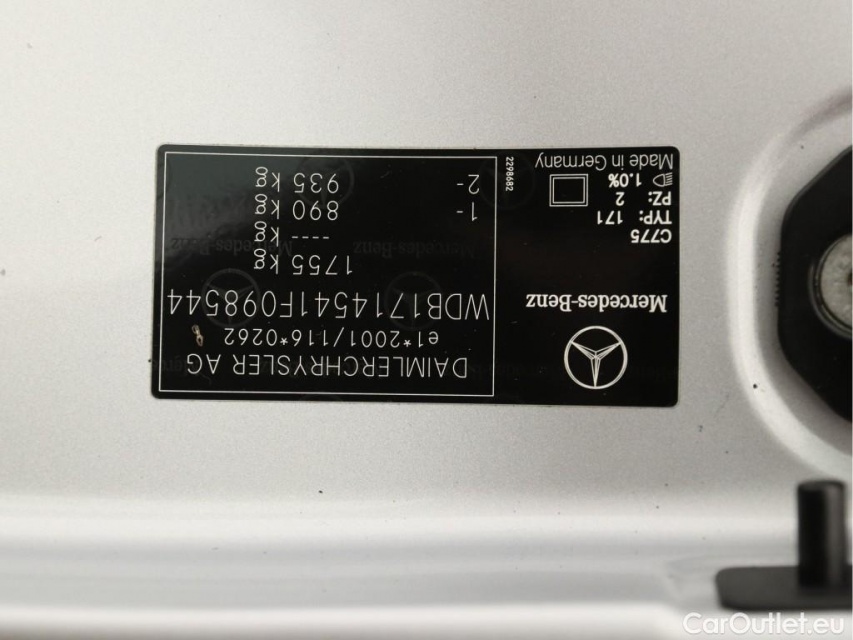 Mercedes-Benz
C775
TYP: 171
PZ: 2
1.0%
Made in Germany
2298682
DAIMLERCHRYSLER AG
e1*2001/116*0262
WDB1714541F098544
1755 kg
---- kg
1- 890 kg
2- 935 kg
CarOutlet.eu